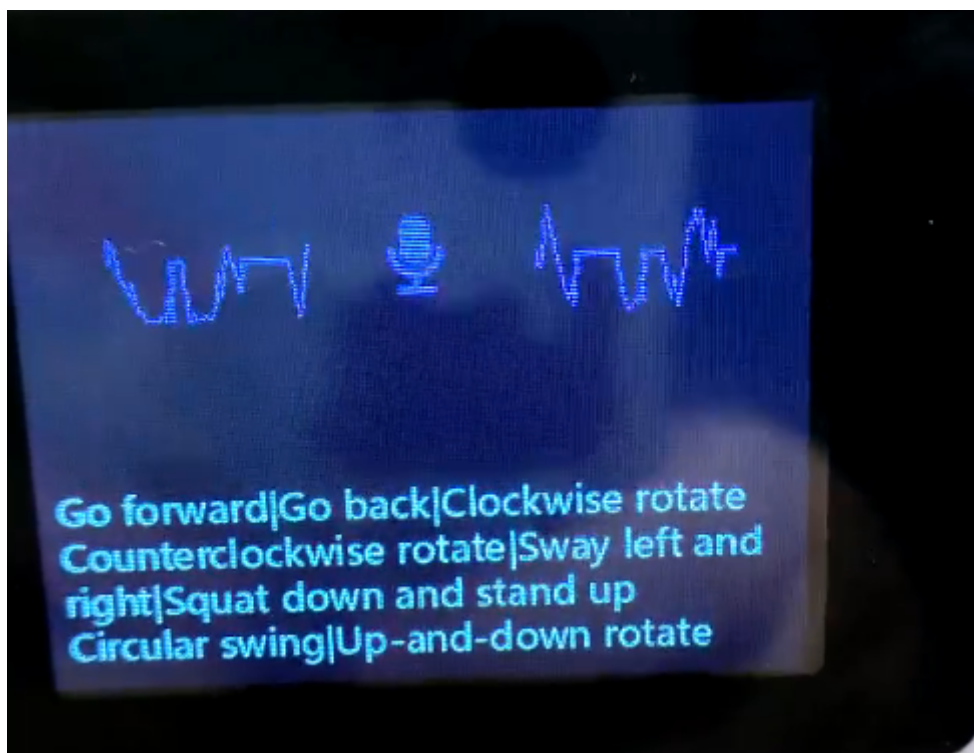 Go forward|Go back|Clockwise rotate
Counterclockwise rotate|Sway left and
right|Squat down and stand up
Circular swing|Up-and-down rotate